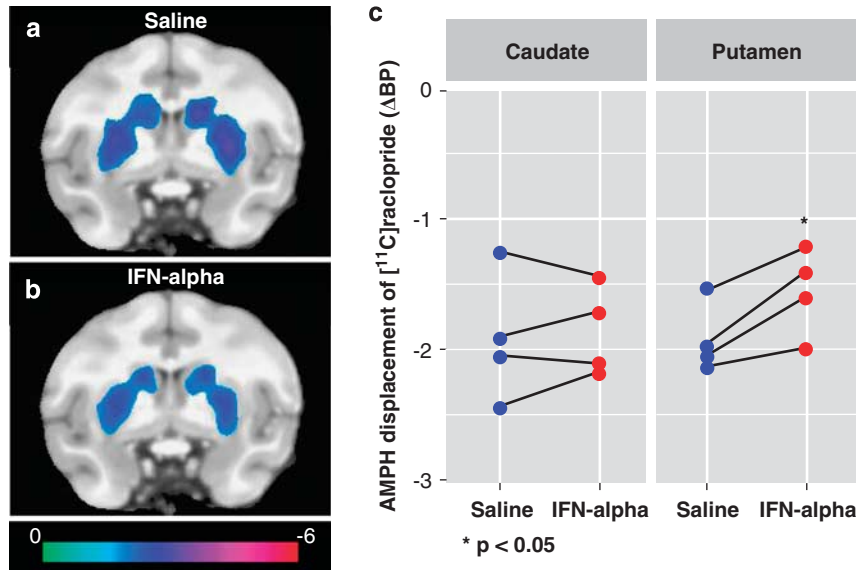 a
Saline
b
IFN-alpha
0
-6
c
Caudate
Putamen
AMPH displacement of [¹¹C]raclopride (ΔBP)
0
-1
-2
-3
*
Saline
IFN-alpha
Saline
IFN-alpha
* p < 0.05